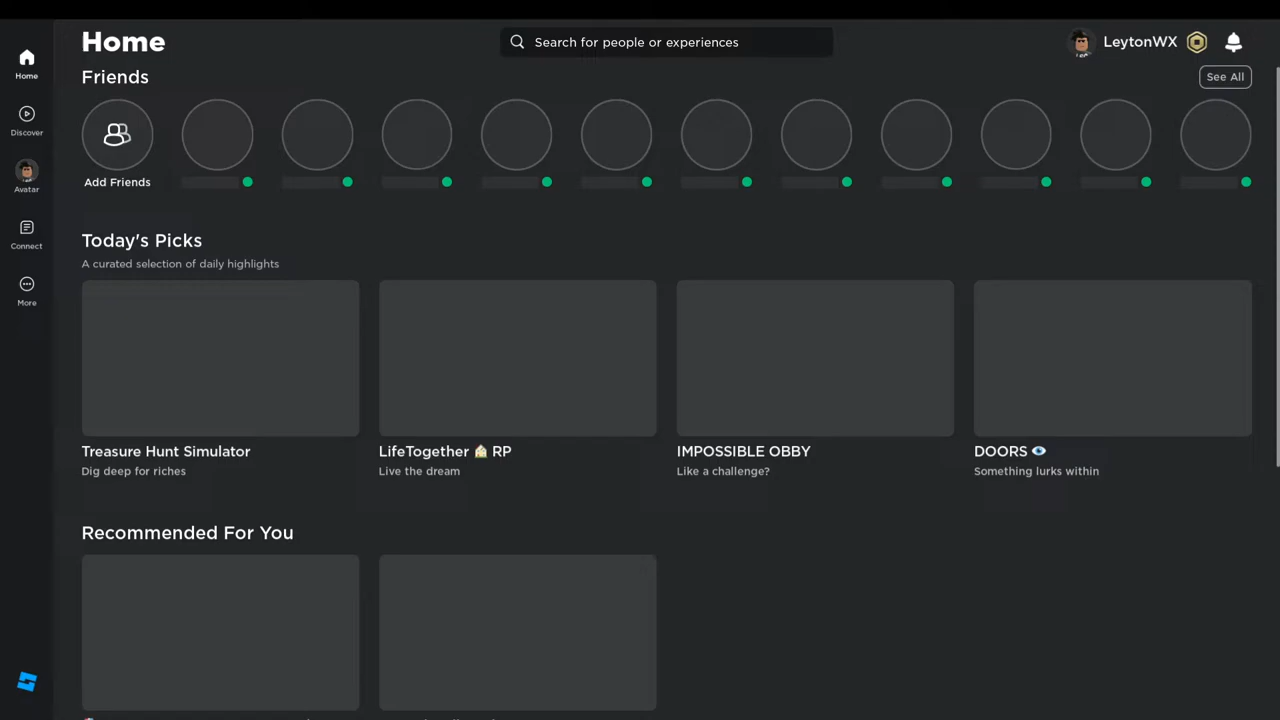 Home
Search for people or experiences
LeytonWX
Home
Friends
See All
Discover
Add Friends
Avatar
Connect
Today's Picks
A curated selection of daily highlights
More
Treasure Hunt Simulator
Dig deep for riches
LifeTogether 🏠 RP
Live the dream
IMPOSSIBLE OBBY
Like a challenge?
DOORS 👁️
Something lurks within
Recommended For You